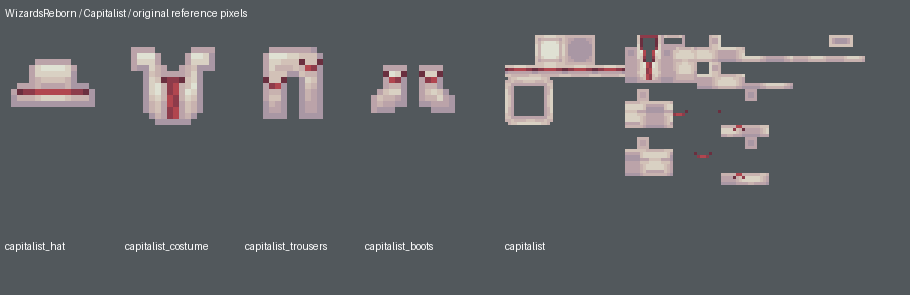 WizardsReborn / Capitalist / original reference pixels
capitalist_hat
capitalist_costume
capitalist_trousers
capitalist_boots
capitalist